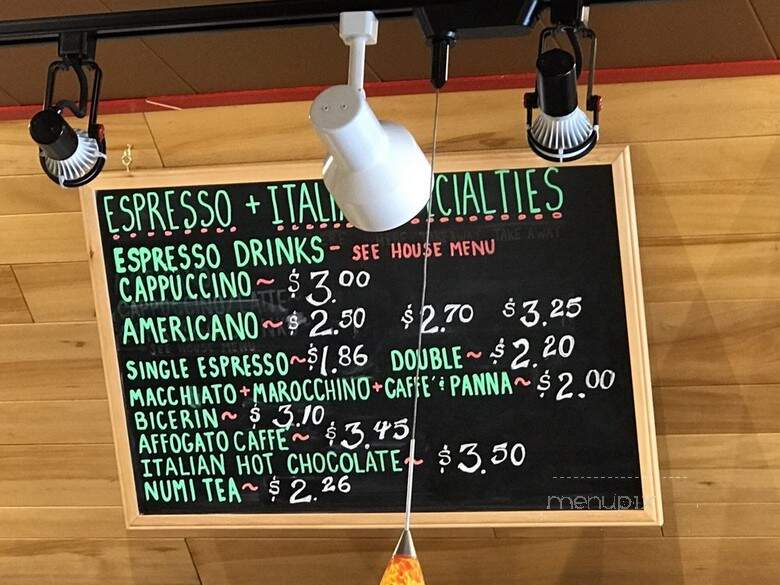 ESPRESSO + ITALI CIALTIES
ESPRESSO DRINKS - SEE HOUSE MENU
CAPPUCCINO ~ $3.00
AMERICANO ~ $2.50 $2.70 $3.25
SINGLE ESPRESSO ~ $1.86 DOUBLE ~ $2.20
MACCHIATO + MAROCCHINO + CAFFE' PANNA ~ $2.00
BICERIN ~ $3.10
AFFOGATO CAFFE ~ $3.45
ITALIAN HOT CHOCOLATE ~ $3.50
NUMI TEA ~ $2.26
menupix